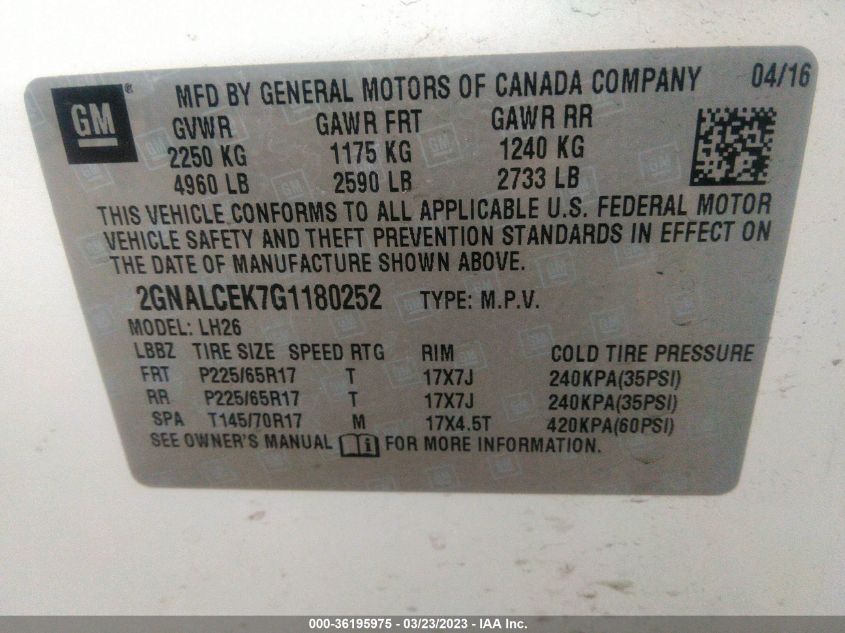 GM ® MFD BY GENERAL MOTORS OF CANADA COMPANY 04/16
GVWR GAWR FRT GAWR RR
2250 KG 1175 KG 1240 KG
4960 LB 2590 LB 2733 LB
THIS VEHICLE CONFORMS TO ALL APPLICABLE U.S. FEDERAL MOTOR
VEHICLE SAFETY AND THEFT PREVENTION STANDARDS IN EFFECT ON
THE DATE OF MANUFACTURE SHOWN ABOVE.
2GNALCEK7G1180252 TYPE: M.P.V.
MODEL: LH26
LBBZ TIRE SIZE SPEED RTG RIM COLD TIRE PRESSURE
FRT P225/65R17 T 17X7J 240KPA(35PSI)
RR P225/65R17 T 17X7J 240KPA(35PSI)
SPA T145/70R17 M 17X4.5T 420KPA(60PSI)
SEE OWNER'S MANUAL FOR MORE INFORMATION.
000-36195975 - 03/23/2023 - IAA Inc.